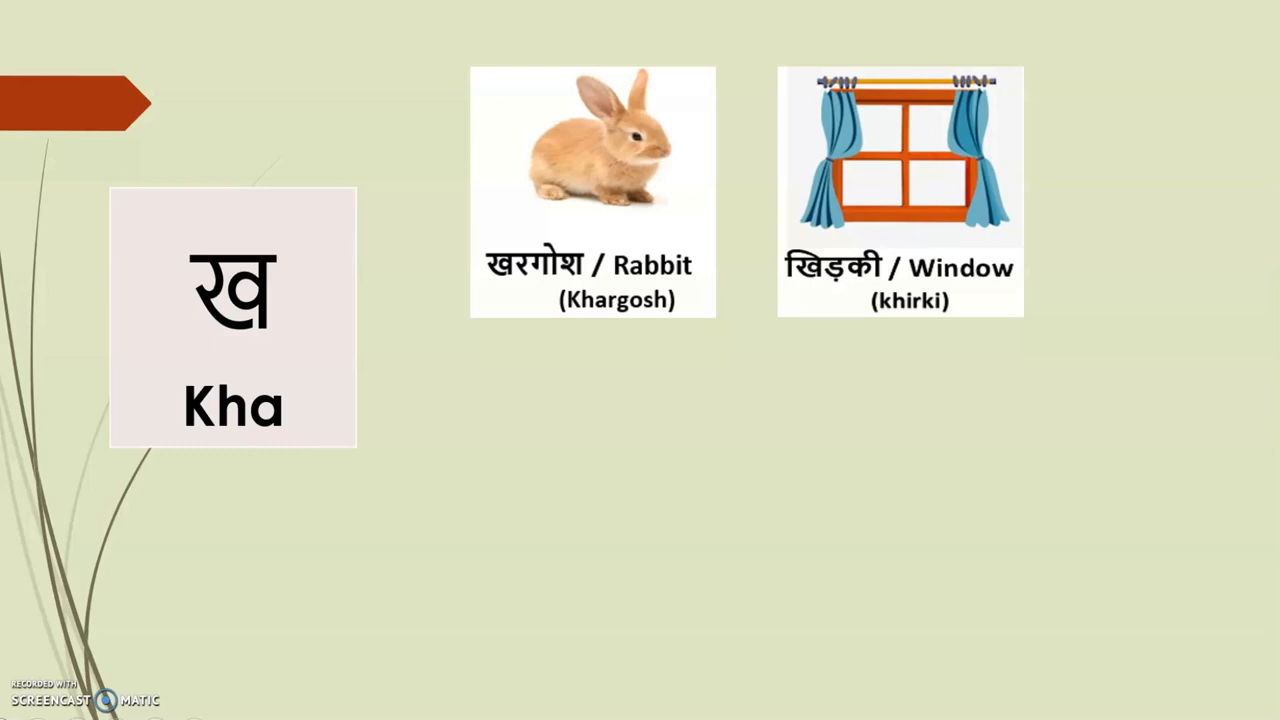 ख
Kha
खरगोश / Rabbit
(Khargosh)
खिड़की / Window
(khirki)
RECORDED WITH
SCREENCAST MATIC